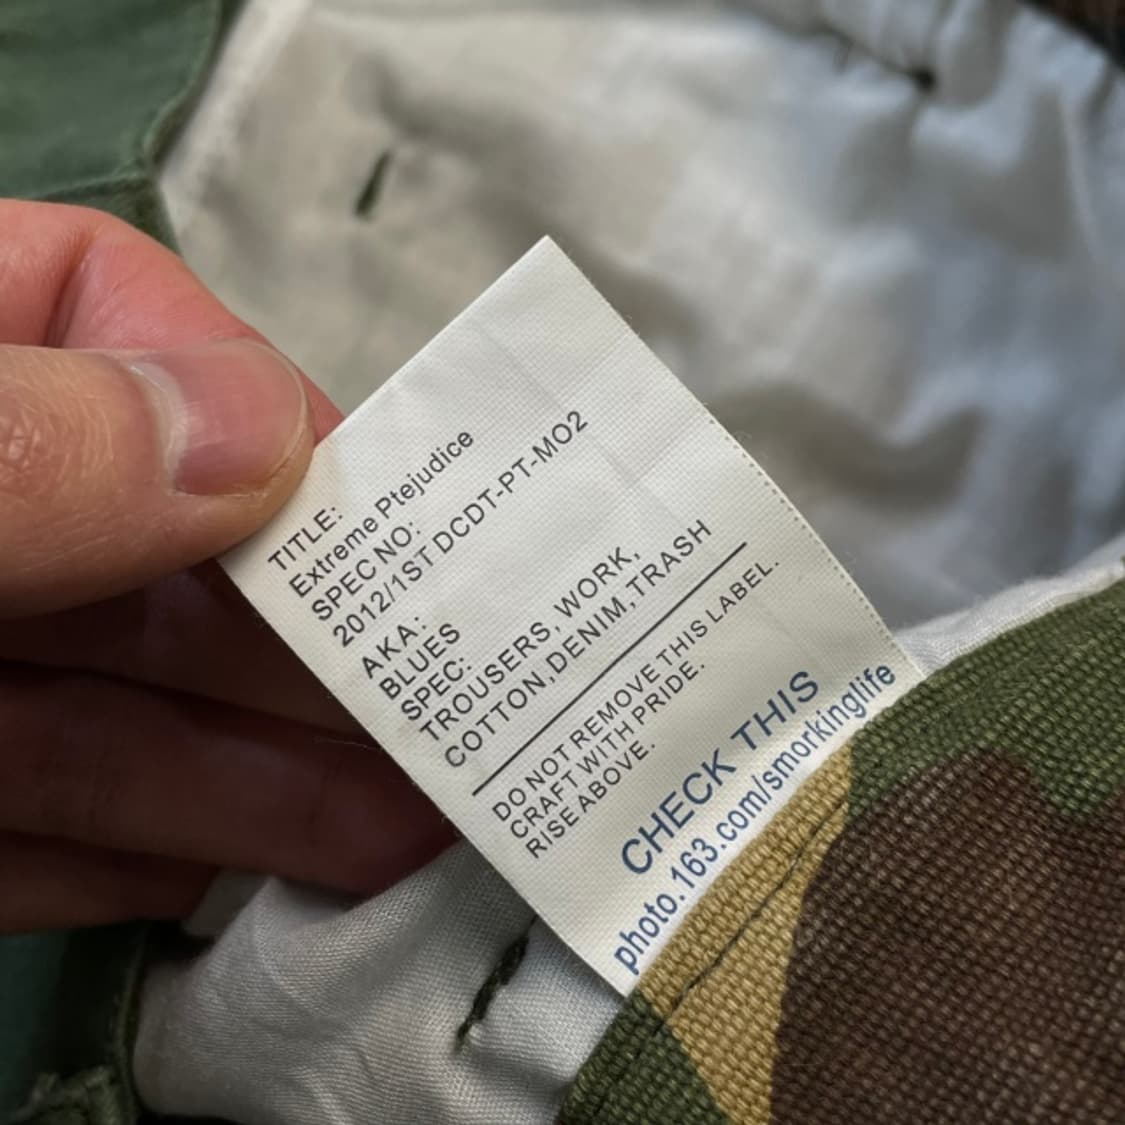 TITLE:
Extreme Ptejudice
SPEC NO:
2012/1ST DCDT-PT-MO2
AKA:
BLUES
SPEC:
TROUSERS, WORK,
COTTON,DENIM,TRASH
DO NOT REMOVE THIS LABEL.
CRAFT WITH PRIDE.
RISE ABOVE.
CHECK THIS
photo.163.com/smorkinglife